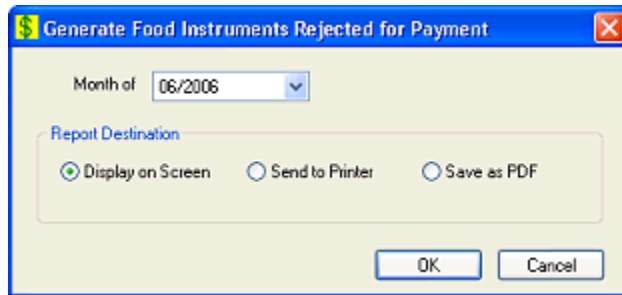 $ Generate Food Instruments Rejected for Payment
Month of 06/2006
Report Destination
Display on Screen Send to Printer Save as PDF
OK Cancel